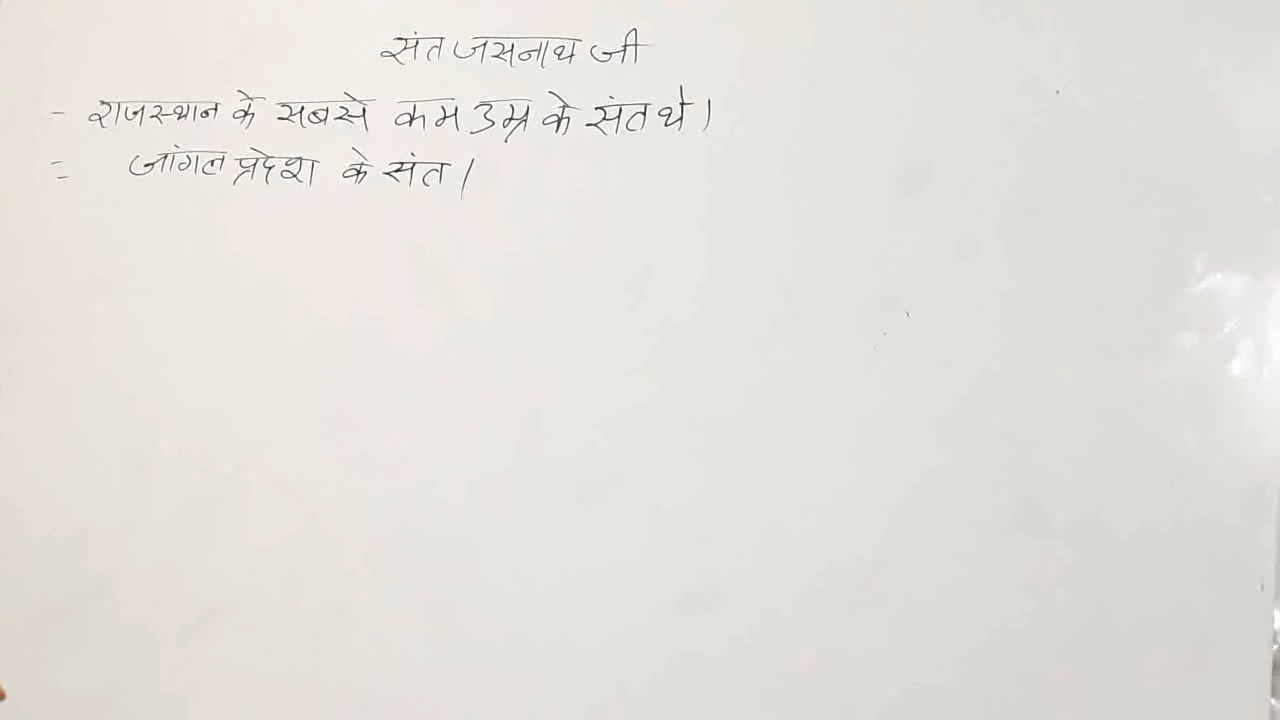 संत जसनाथ जी
- राजस्थान के सबसे कम उम्र के संत थे।
= जांगल प्रदेश के संत।